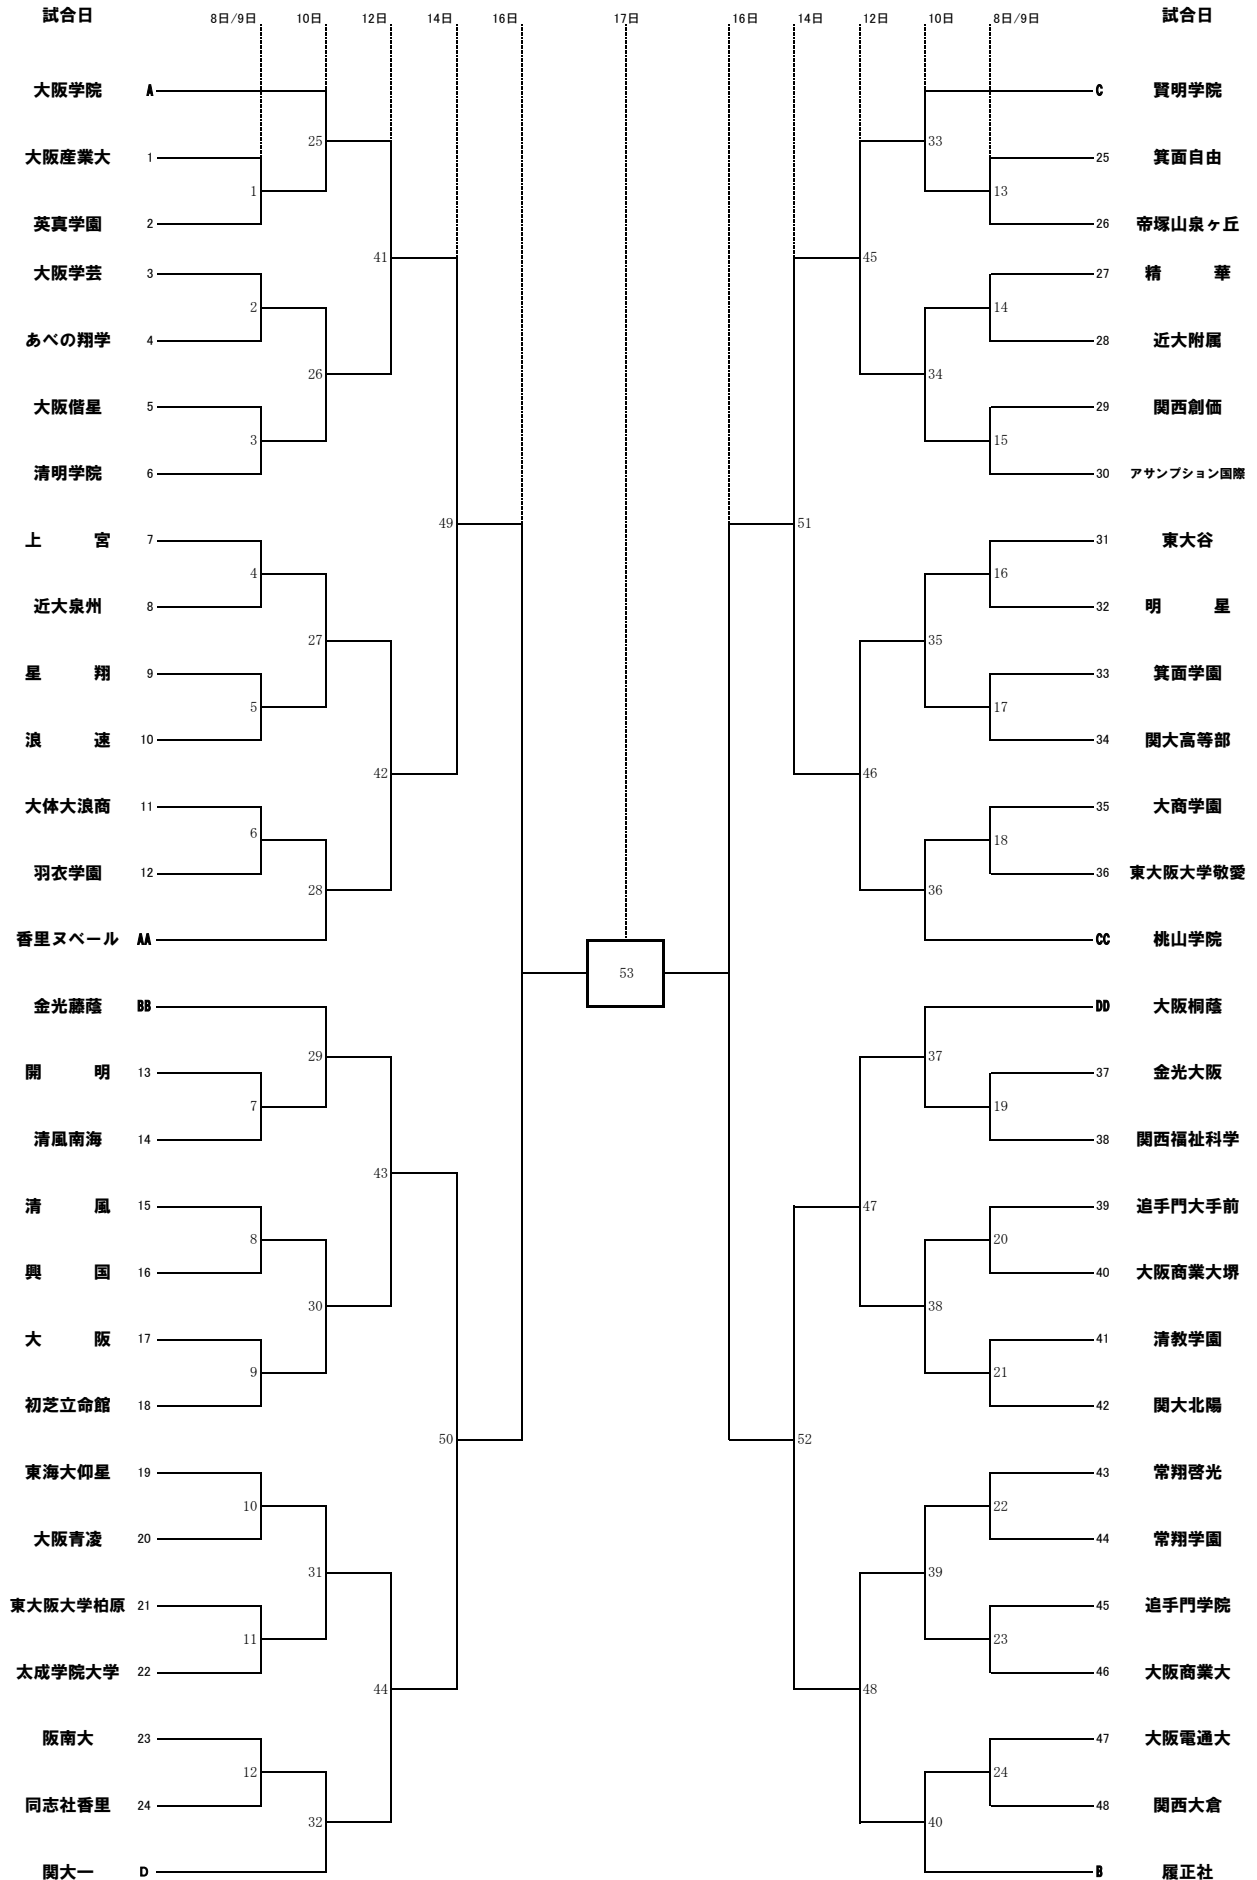 試合日 8日/9日 10日 12日 14日 16日 17日 16日 14日 12日 10日 8日/9日 試合日
大阪学院 A C 賢明学院
25 33
大阪産業大 1 25 箕面自由
1 13
英真学園 2 26 帝塚山泉ヶ丘
41 45
大阪学芸 3 27 精 華
2 14
あべの翔学 4 28 近大附属
26 34
大阪偕星 5 29 関西創価
3 15
清明学院 6 30 アサンプション国際
49 51
上 宮 7 31 東大谷
4 16
近大泉州 8 32 明 星
27 35
星 翔 9 33 箕面学園
5 17
浪 速 10 34 関大高等部
42 46
大体大浪商 11 35 大商学園
6 18
羽衣学園 12 36 東大阪大学敬愛
28 36
香里ヌベール AA CC 桃山学院
53
金光藤蔭 BB DD 大阪桐蔭
29 37
開 明 13 37 金光大阪
7 19
清風南海 14 38 関西福祉科学
43
清 風 15 47 39 追手門大手前
8 20
興 国 16 40 大阪商業大堺
30 38
大 阪 17 41 清教学園
9 21
初芝立命館 18 42 関大北陽
50 52
東海大仰星 19 43 常翔啓光
10 22
大阪青凌 20 44 常翔学園
31 39
東大阪大学柏原 21 45 追手門学院
11 23
太成学院大学 22 46 大阪商業大
44 48
阪南大 23 47 大阪電通大
12 24
同志社香里 24 48 関西大倉
32 40
関大一 D B 履正社